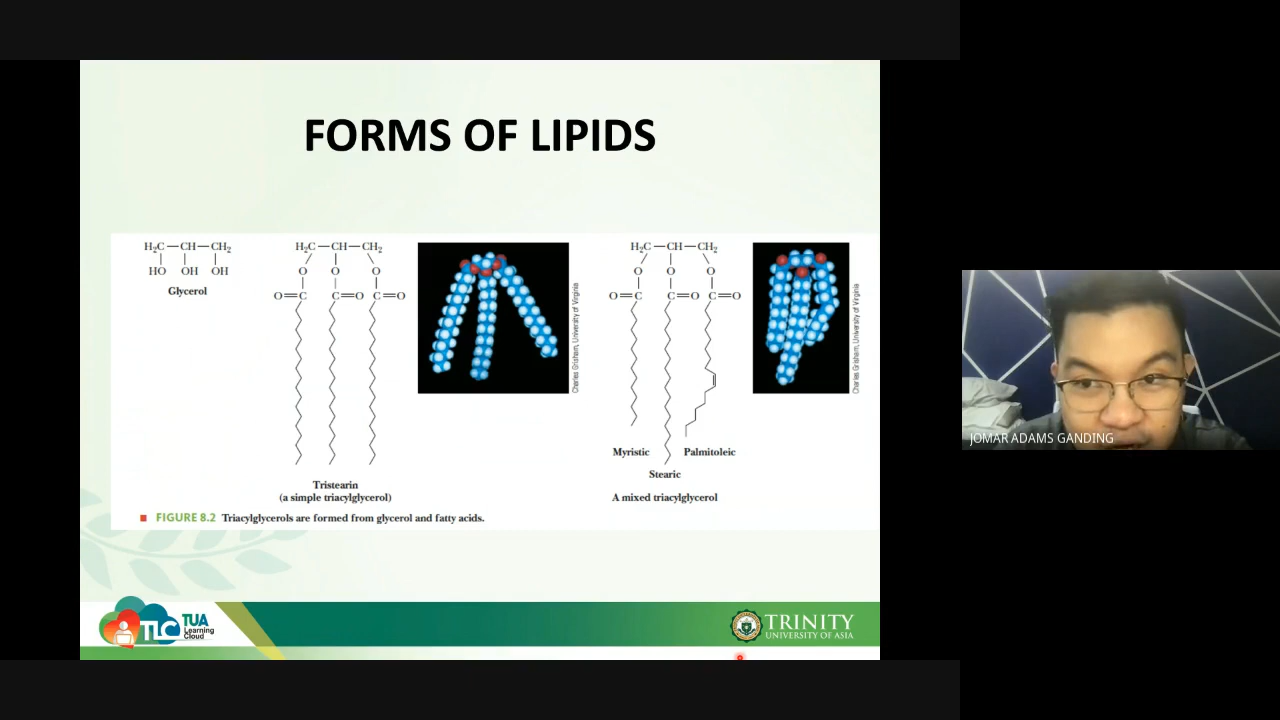 FORMS OF LIPIDS
H₂C—CH—CH₂
HO OH OH
Glycerol
H₂C—CH—CH₂
O O O
O=C C=O C=O
Tristearin
(a simple triacylglycerol)
Charles Grisham, University of Virginia
H₂C—CH—CH₂
O O O
O=C C=O C=O
Myristic
Palmitoleic
Stearic
A mixed triacylglycerol
Charles Grisham, University of Virginia
FIGURE 8.2 Triacylglycerols are formed from glycerol and fatty acids.
TLC
TUA
Learning
Cloud
TRINITY
UNIVERSITY OF ASIA
JOMAR ADAMS GANDING